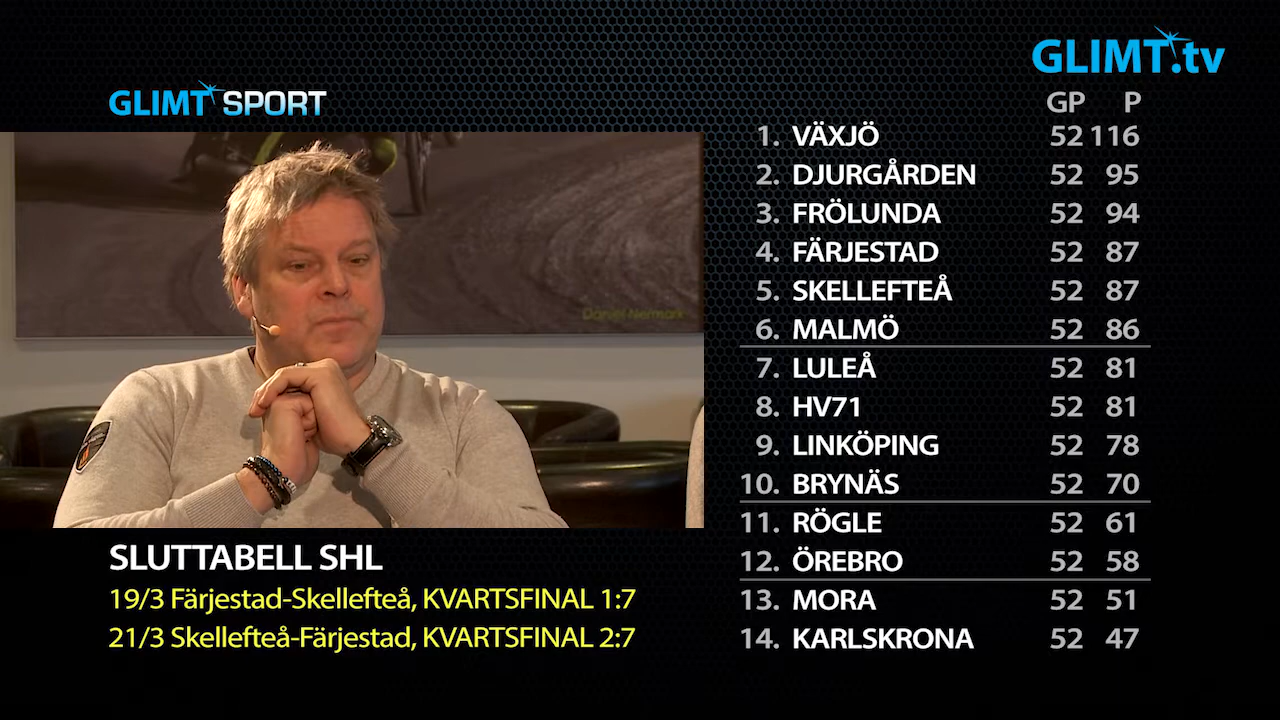 GLIMT.tv
GLIMT SPORT
GP P
1. VÄXJÖ 52 116
2. DJURGÅRDEN 52 95
3. FRÖLUNDA 52 94
4. FÄRJESTAD 52 87
5. SKELLEFTEÅ 52 87
6. MALMÖ 52 86
7. LULEÅ 52 81
8. HV71 52 81
9. LINKÖPING 52 78
10. BRYNÄS 52 70
11. RÖGLE 52 61
12. ÖREBRO 52 58
13. MORA 52 51
14. KARLSKRONA 52 47
Daniel Nermark
SLUTTABELL SHL
19/3 Färjestad-Skellefteå, KVARTSFINAL 1:7
21/3 Skellefteå-Färjestad, KVARTSFINAL 2:7